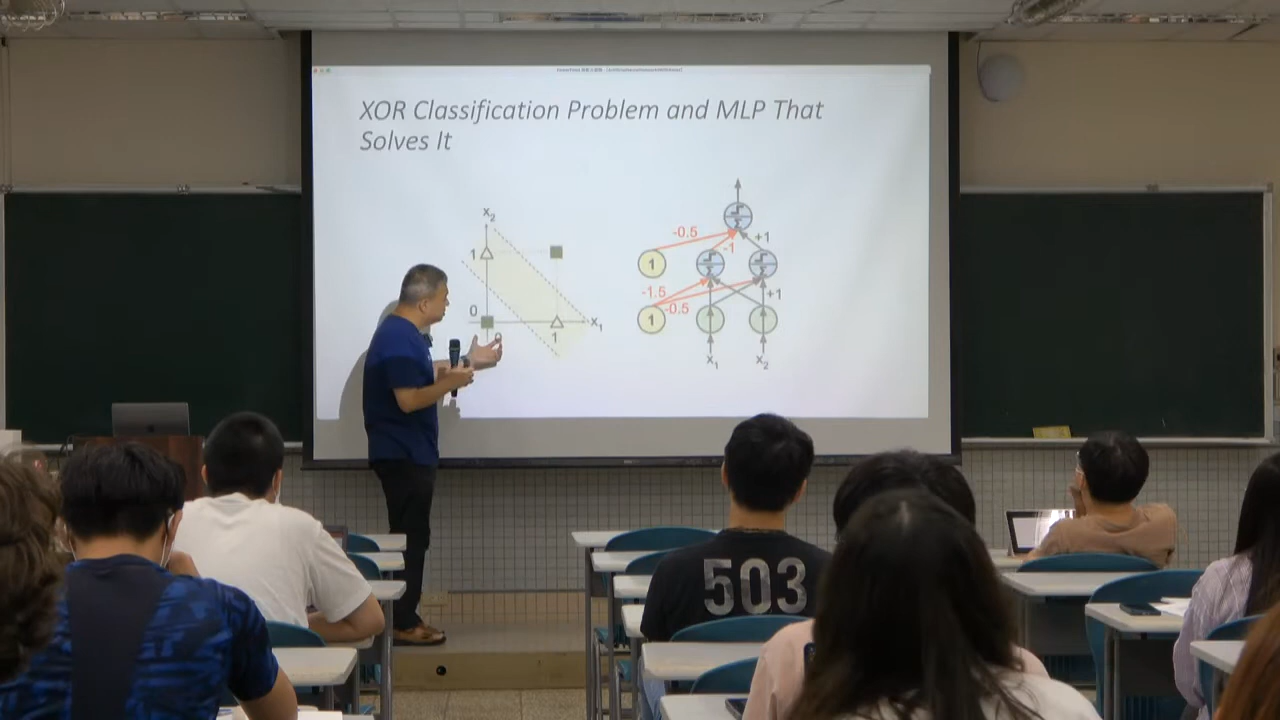 XOR Classification Problem and MLP That
Solves It
x2
1
0
0
1
x1
-0.5
-1
+1
1
-1.5
-0.5
+1
1
x1
x2
503